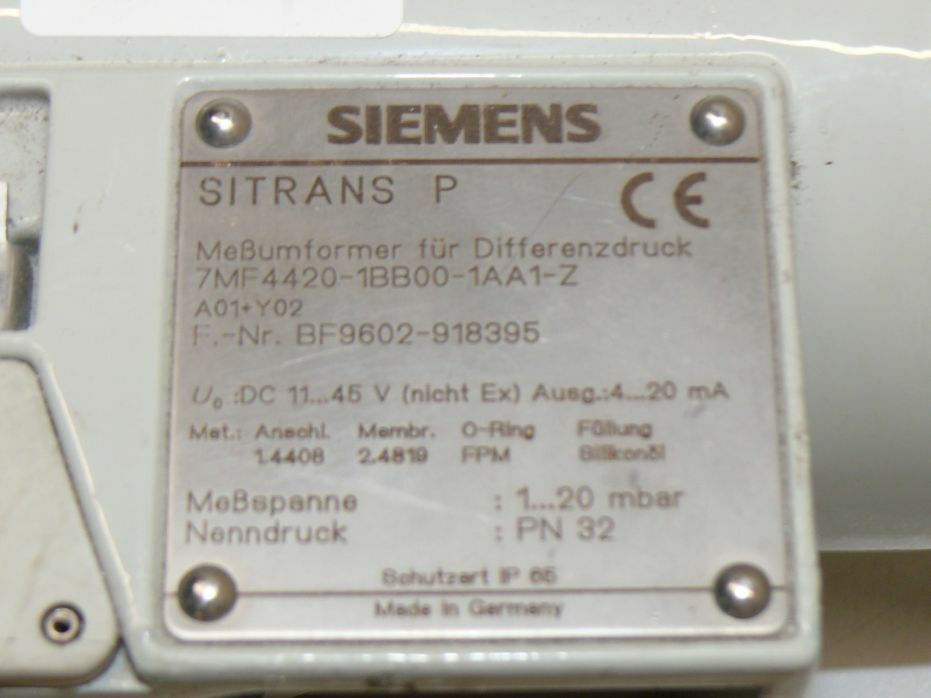 SIEMENS
SITRANS P CE
Meßumformer für Differenzdruck
7MF4420-1BB00-1AA1-Z
A01+Y02
F.-Nr. BF9602-918395
U₀ :DC 11...45 V (nicht Ex) Ausg.:4...20 mA
Mat.: Anschl. Membr. O-Ring Füllung
1.4408 2.4819 FPM Silikonöl
Meßspanne : 1...20 mbar
Nenndruck : PN 32
Schutzart IP 65
Made in Germany